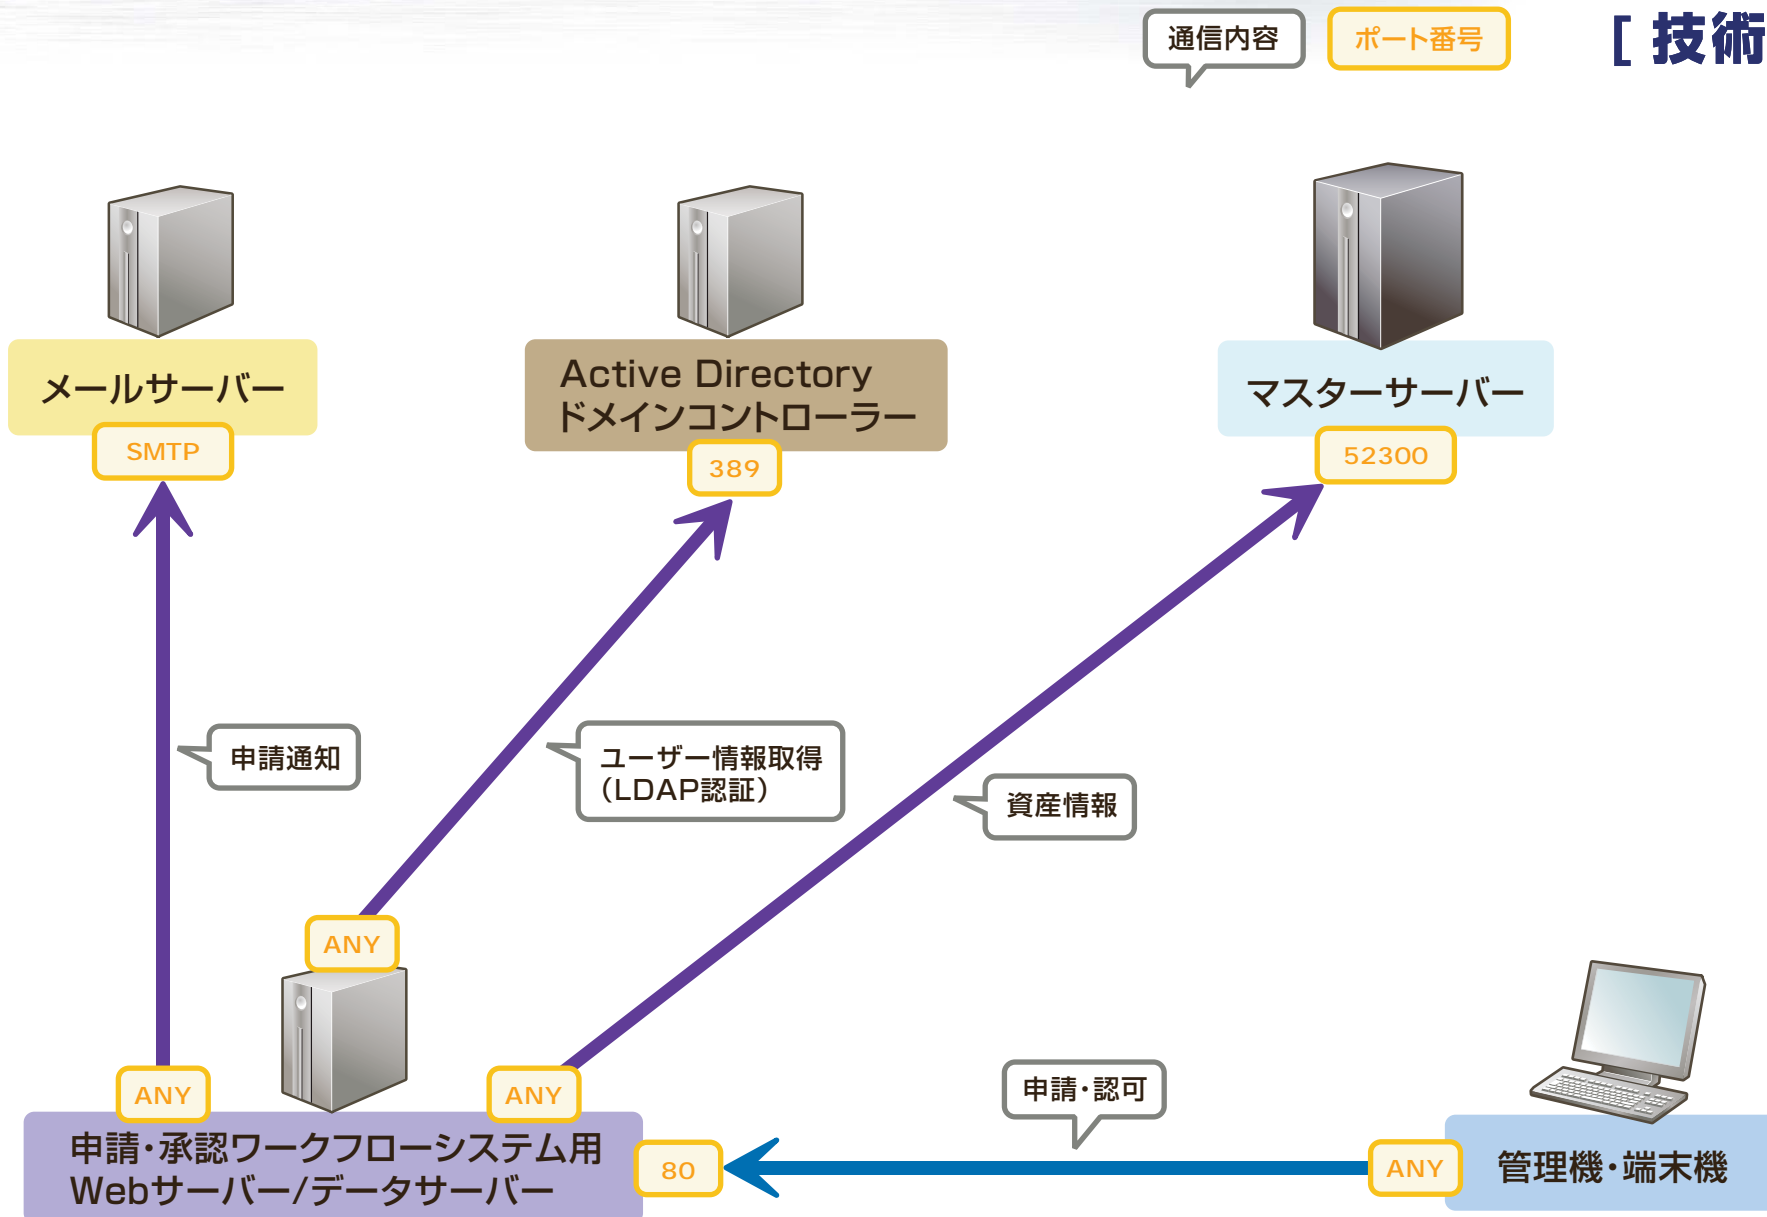 通信内容
ポート番号
[ 技術
メールサーバー
SMTP
Active Directory
ドメインコントローラー
389
マスターサーバー
52300
申請通知
ユーザー情報取得
(LDAP認証)
資産情報
ANY
ANY
ANY
申請・認可
申請・承認ワークフローシステム用
Webサーバー/データサーバー
80
ANY
管理機・端末機